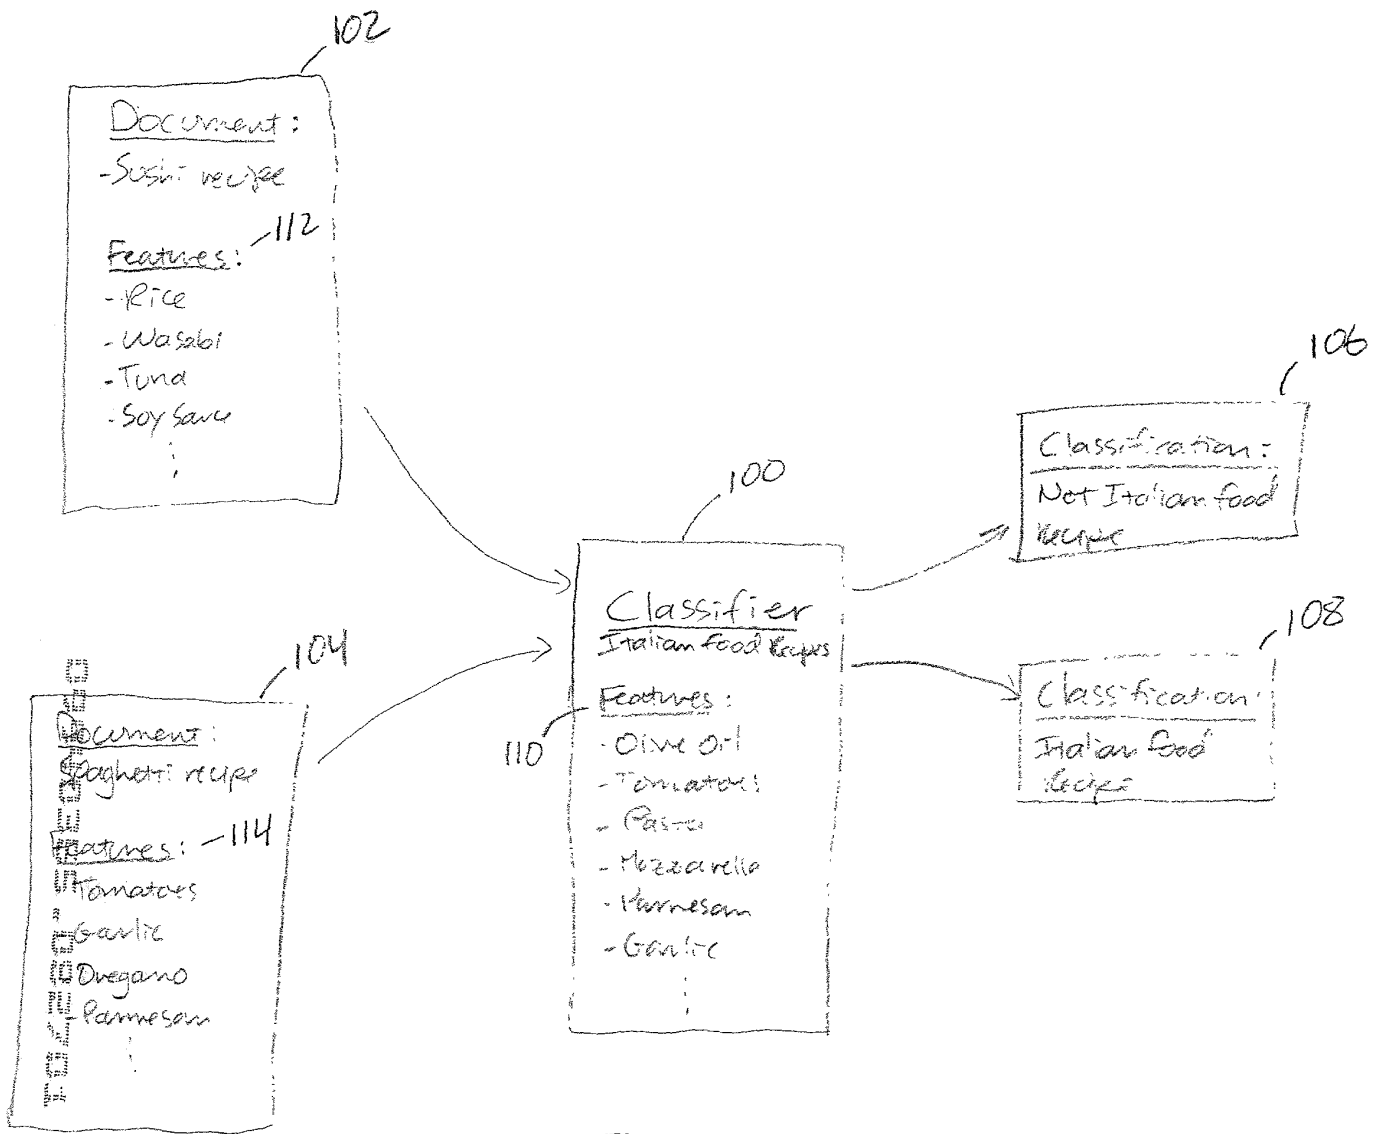 102
Document:
- Sushi recipe
112
Features:
- Rice
- Wasabi
- Tuna
- Soy Sauce
104
Document:
Spaghetti recipe
Features:
114
Tomatoes
Garlic
Oregano
- Parmesan
100
Classifier
Italian food Recipes
Features:
110
- Olive Oil
- Tomatoes
- Pasta
- Mozzarella
- Parmesan
- Garlic
106
Classification:
Not Italian food
Recipe
108
Classification:
Italian food
Recipe